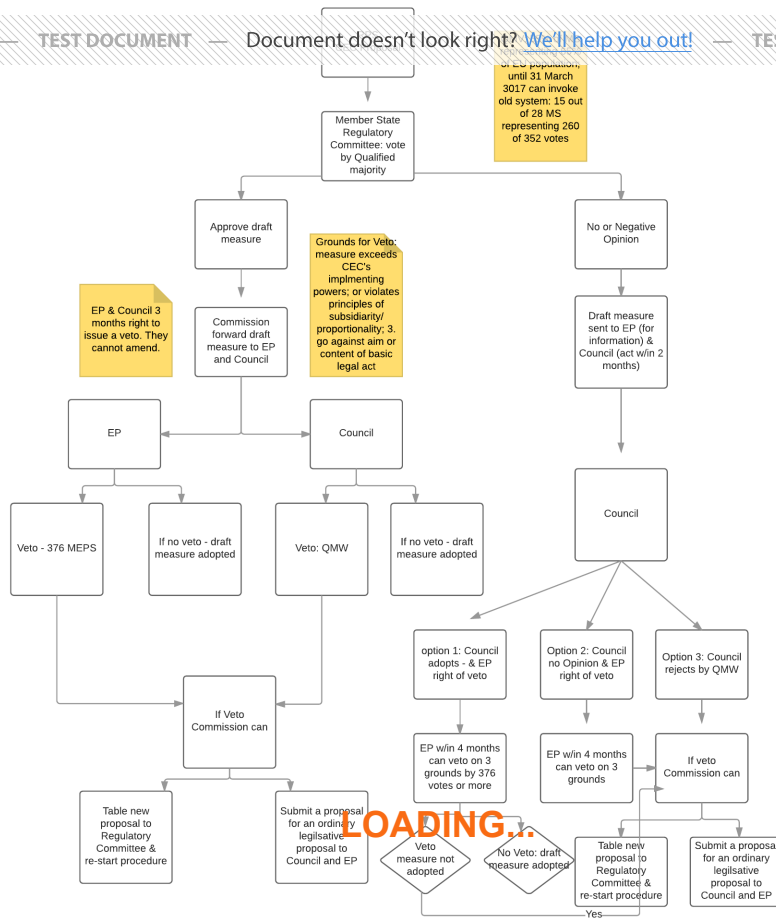 TEST DOCUMENT
Document doesn't look right? We'll help you out!
TES
of EU population,
until 31 March
3017 can invoke
old system: 15 out
of 28 MS
representing 260
of 352 votes
Member State
Regulatory
Committee: vote
by Qualified
majority
Approve draft
measure
No or Negative
Opinion
Grounds for Veto:
measure exceeds
CEC's
implmenting
powers; or violates
principles of
subsidiarity/
proportionality; 3.
go against aim or
content of basic
legal act
EP & Council 3
months right to
issue a veto. They
cannot amend.
Commission
forward draft
measure to EP
and Council
Draft measure
sent to EP (for
information) &
Council (act w/in 2
months)
EP
Council
Council
Veto - 376 MEPS
If no veto - draft
measure adopted
Veto: QMW
If no veto - draft
measure adopted
option 1: Council
adopts - & EP
right of veto
Option 2: Council
no Opinion & EP
right of veto
Option 3: Council
rejects by QMW
If Veto
Commission can
EP w/in 4 months
can veto on 3
grounds by 376
votes or more
EP w/in 4 months
can veto on 3
grounds
If veto
Commission can
Table new
proposal to
Regulatory
Committee &
re-start procedure
Submit a proposal
for an ordinary
legilsative
proposal to
Council and EP
LOADING...
Veto
measure not
adopted
No Veto: draft
measure adopted
Table new
proposal to
Regulatory
Committee &
re-start procedure
Submit a proposa
for an ordinary
legilsative
proposal to
Council and EP
Yes